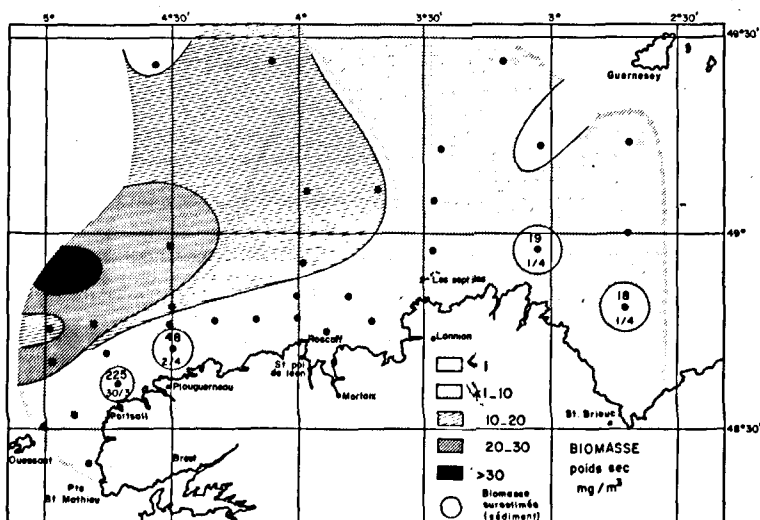 5° 4°30' 4° 3°30' 3° 2°30'
49°30'
Guernesey
49°
19
1/4
18
1/4
Les septiles
Lannion
Roscoff
St pol
de léon
Morlaix
48
2/4
Plouguerneau
225
30/3
Portsall
St. Brieuc
48°30'
Ouessant
Brest
Pte
St Mathieu
< 1
1_10
10_20
20_30
>30
Biomasse
surestimée
(sédiment)
BIOMASSE
poids sec
mg/m³